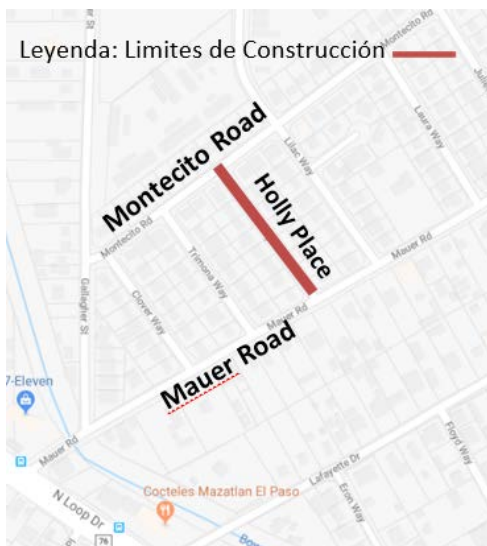 Leyenda: Limites de Construcción
Montecito Rd
Montecito Road
Holly Place
Lilac Way
Laura Way
Montecito Rd
Trimona Way
Clover Way
Gallagher St
Mauer Rd
Mauer Rd
Mauer Road
7-Eleven
Mauer Rd
N Loop Dr
76
Cocteles Mazatlan El Paso
Lafayette Dr
Eron Way
Floyd Way